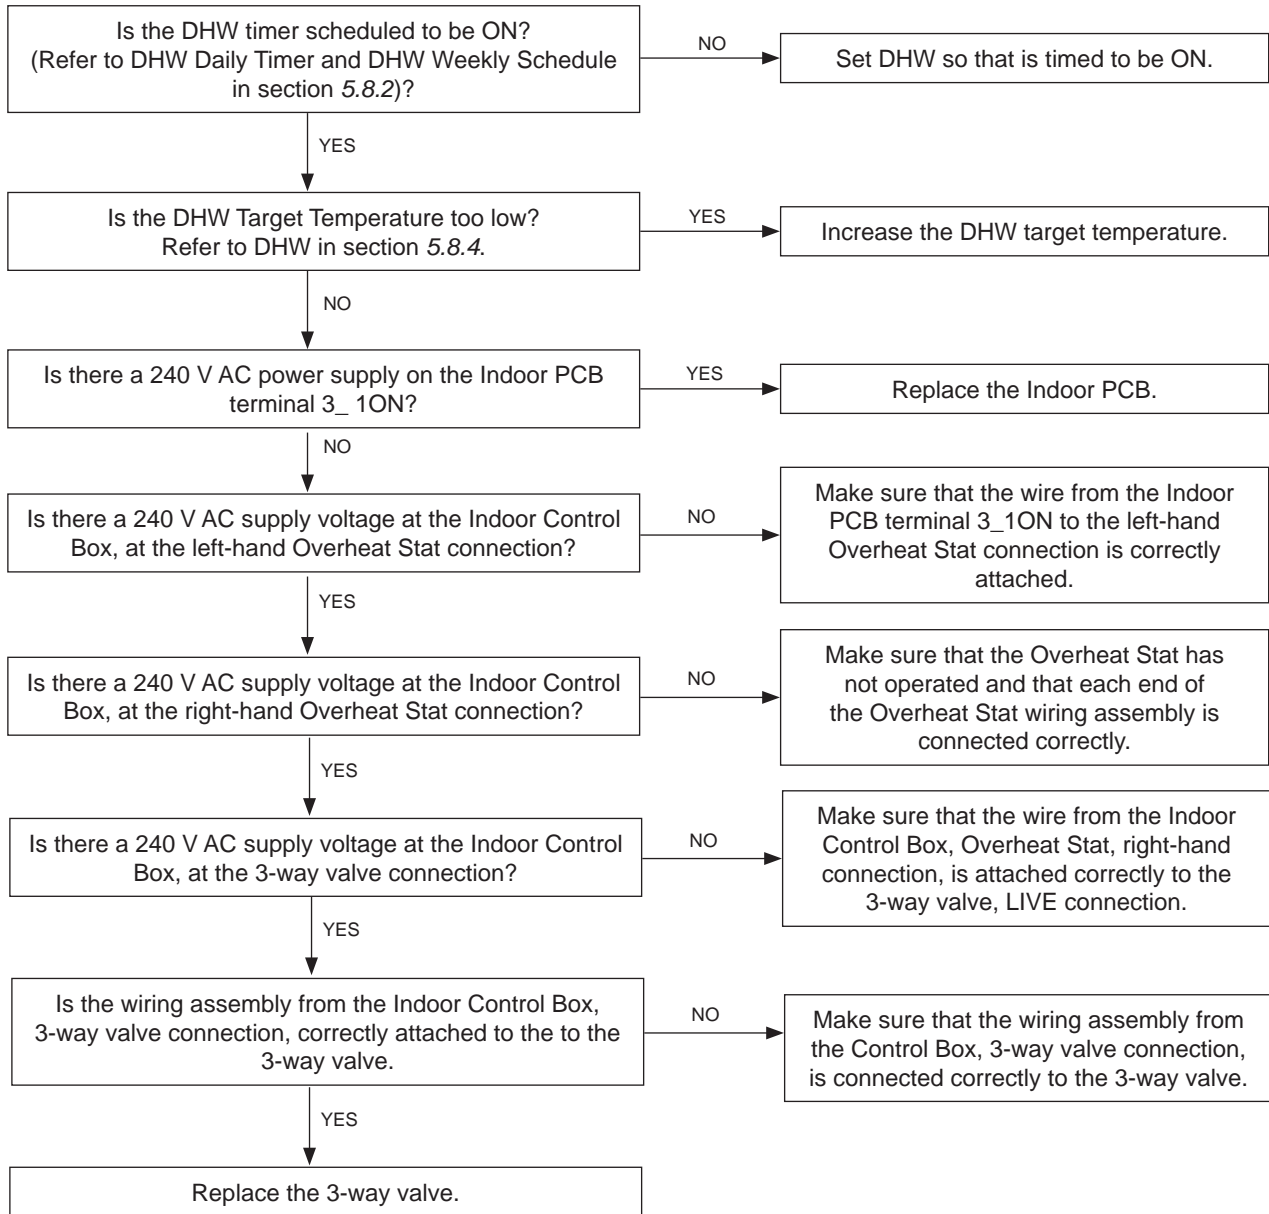 Is the DHW timer scheduled to be ON?
(Refer to DHW Daily Timer and DHW Weekly Schedule
in section 5.8.2)?
NO
Set DHW so that is timed to be ON.
YES
Is the DHW Target Temperature too low?
Refer to DHW in section 5.8.4.
YES
Increase the DHW target temperature.
NO
Is there a 240 V AC power supply on the Indoor PCB
terminal 3_ 1ON?
YES
Replace the Indoor PCB.
NO
Is there a 240 V AC supply voltage at the Indoor Control
Box, at the left-hand Overheat Stat connection?
NO
Make sure that the wire from the Indoor
PCB terminal 3_1ON to the left-hand
Overheat Stat connection is correctly
attached.
YES
Is there a 240 V AC supply voltage at the Indoor Control
Box, at the right-hand Overheat Stat connection?
NO
Make sure that the Overheat Stat has
not operated and that each end of
the Overheat Stat wiring assembly is
connected correctly.
YES
Is there a 240 V AC supply voltage at the Indoor Control
Box, at the 3-way valve connection?
NO
Make sure that the wire from the Indoor
Control Box, Overheat Stat, right-hand
connection, is attached correctly to the
3-way valve, LIVE connection.
YES
Is the wiring assembly from the Indoor Control Box,
3-way valve connection, correctly attached to the to the
3-way valve.
NO
Make sure that the wiring assembly from
the Control Box, 3-way valve connection,
is connected correctly to the 3-way valve.
YES
Replace the 3-way valve.